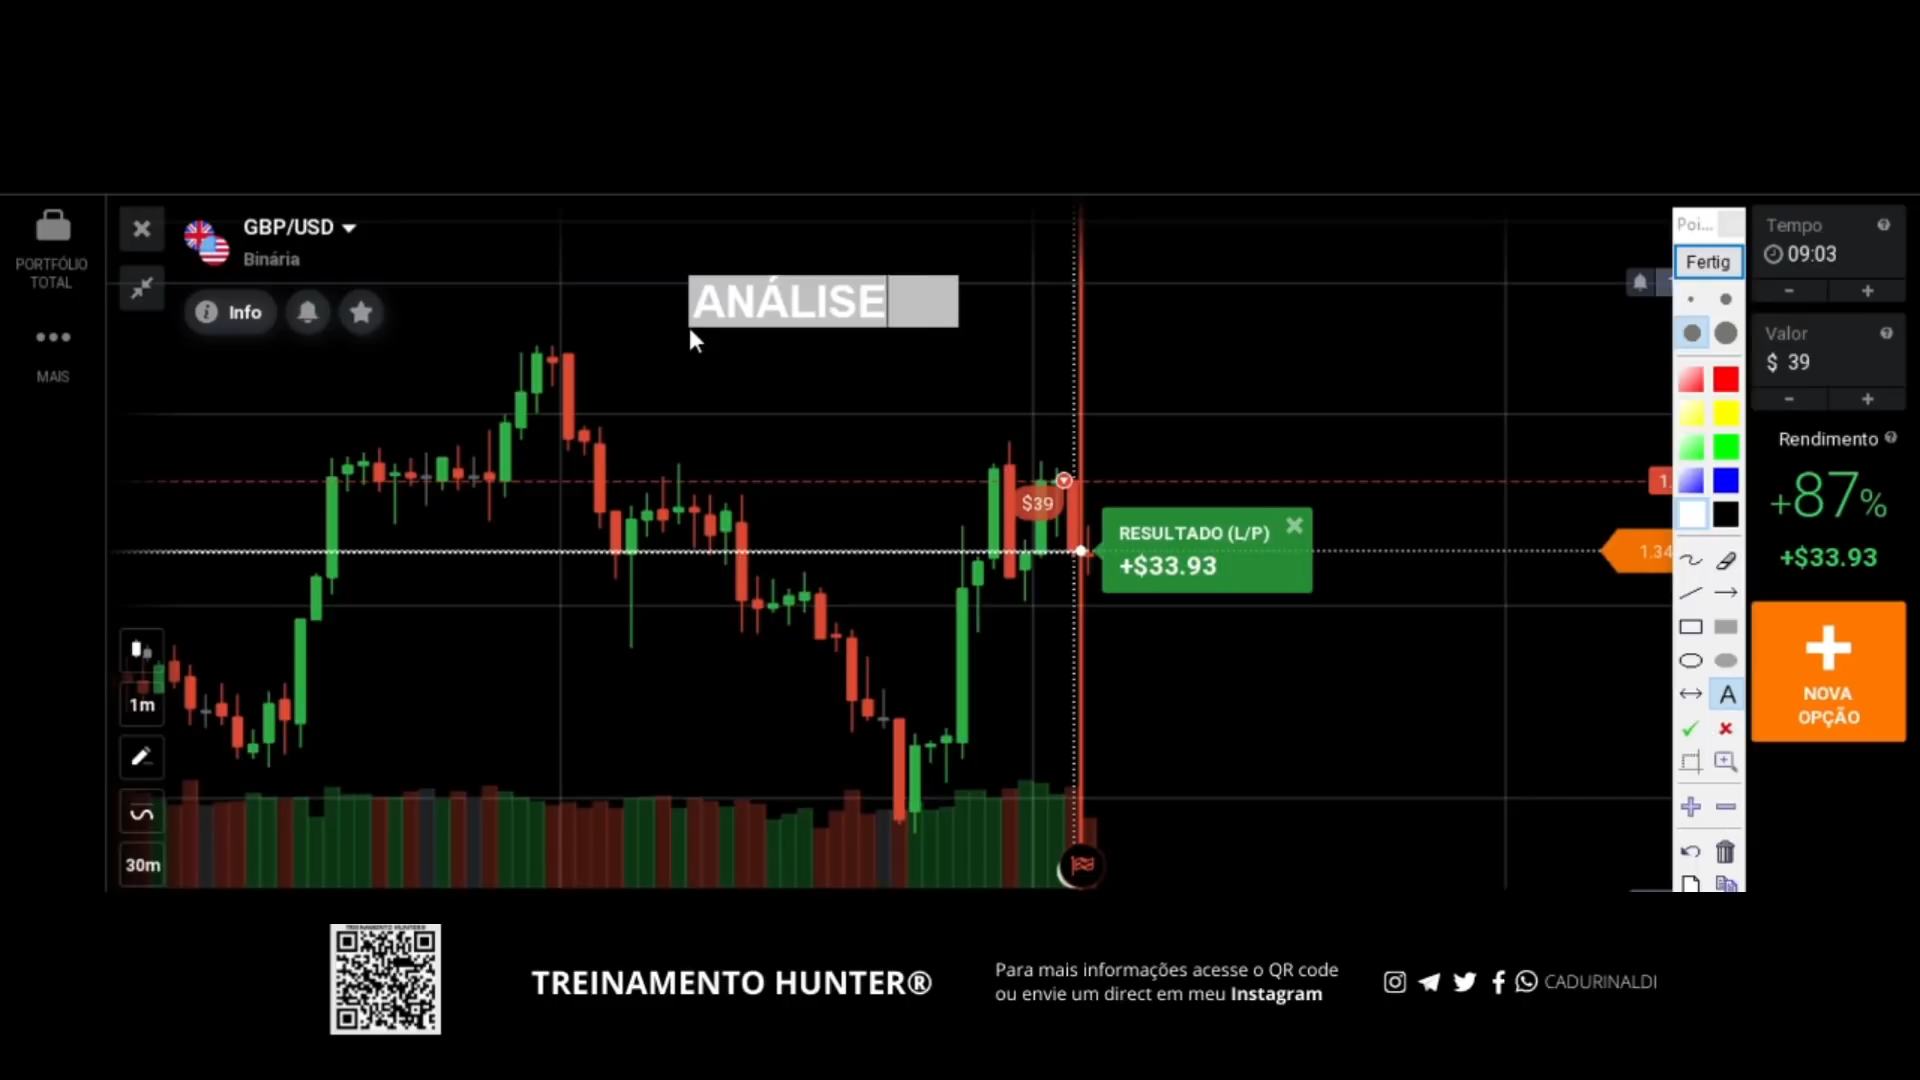 PORTFÓLIO
TOTAL
MAIS
GBP/USD
Binária
Info
ANÁLISE
$39
RESULTADO (L/P)
+$33.93
1m
30m
1.
1.34
Poi...
Fertig
A
Tempo
09:03
- +
Valor
$ 39
- +
Rendimento
+87%
+$33.93
NOVA
OPÇÃO
TREINAMENTO HUNTER®
Para mais informações acesse o QR code
ou envie um direct em meu Instagram
CADURINALDI